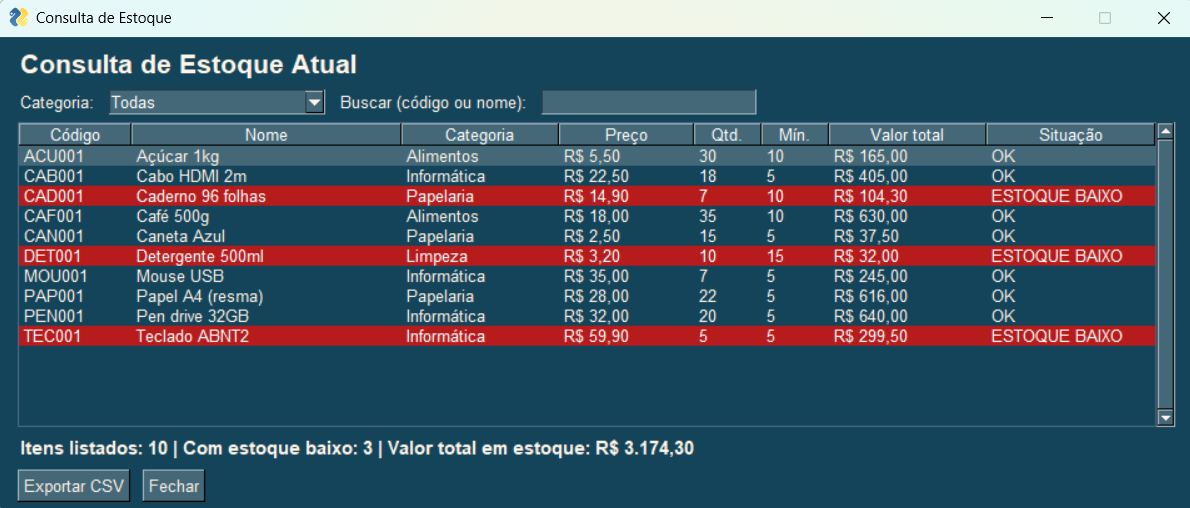 Consulta de Estoque
Consulta de Estoque Atual
Categoria: Todas Buscar (código ou nome):
Código Nome Categoria Preço Qtd. Mín. Valor total Situação
ACU001 Açúcar 1kg Alimentos R$ 5,50 30 10 R$ 165,00 OK
CAB001 Cabo HDMI 2m Informática R$ 22,50 18 5 R$ 405,00 OK
CAD001 Caderno 96 folhas Papelaria R$ 14,90 7 10 R$ 104,30 ESTOQUE BAIXO
CAF001 Café 500g Alimentos R$ 18,00 35 10 R$ 630,00 OK
CAN001 Caneta Azul Papelaria R$ 2,50 15 5 R$ 37,50 OK
DET001 Detergente 500ml Limpeza R$ 3,20 10 15 R$ 32,00 ESTOQUE BAIXO
MOU001 Mouse USB Informática R$ 35,00 7 5 R$ 245,00 OK
PAP001 Papel A4 (resma) Papelaria R$ 28,00 22 5 R$ 616,00 OK
PEN001 Pen drive 32GB Informática R$ 32,00 20 5 R$ 640,00 OK
TEC001 Teclado ABNT2 Informática R$ 59,90 5 5 R$ 299,50 ESTOQUE BAIXO
Itens listados: 10 | Com estoque baixo: 3 | Valor total em estoque: R$ 3.174,30
Exportar CSV Fechar